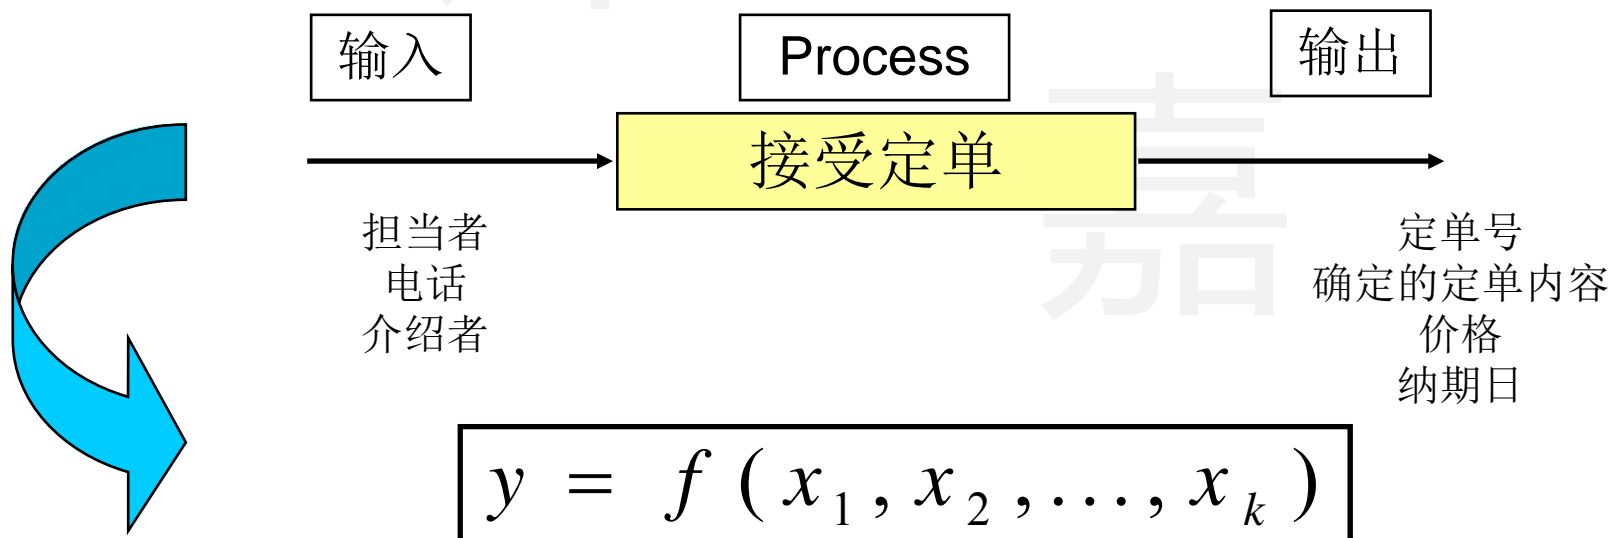 输入
Process
输出
接受定单
担当者
电话
介绍者
定单号
确定的定单内容
价格
纳期日
y = f ( x₁ , x₂ , . . . , xₖ )
嘉